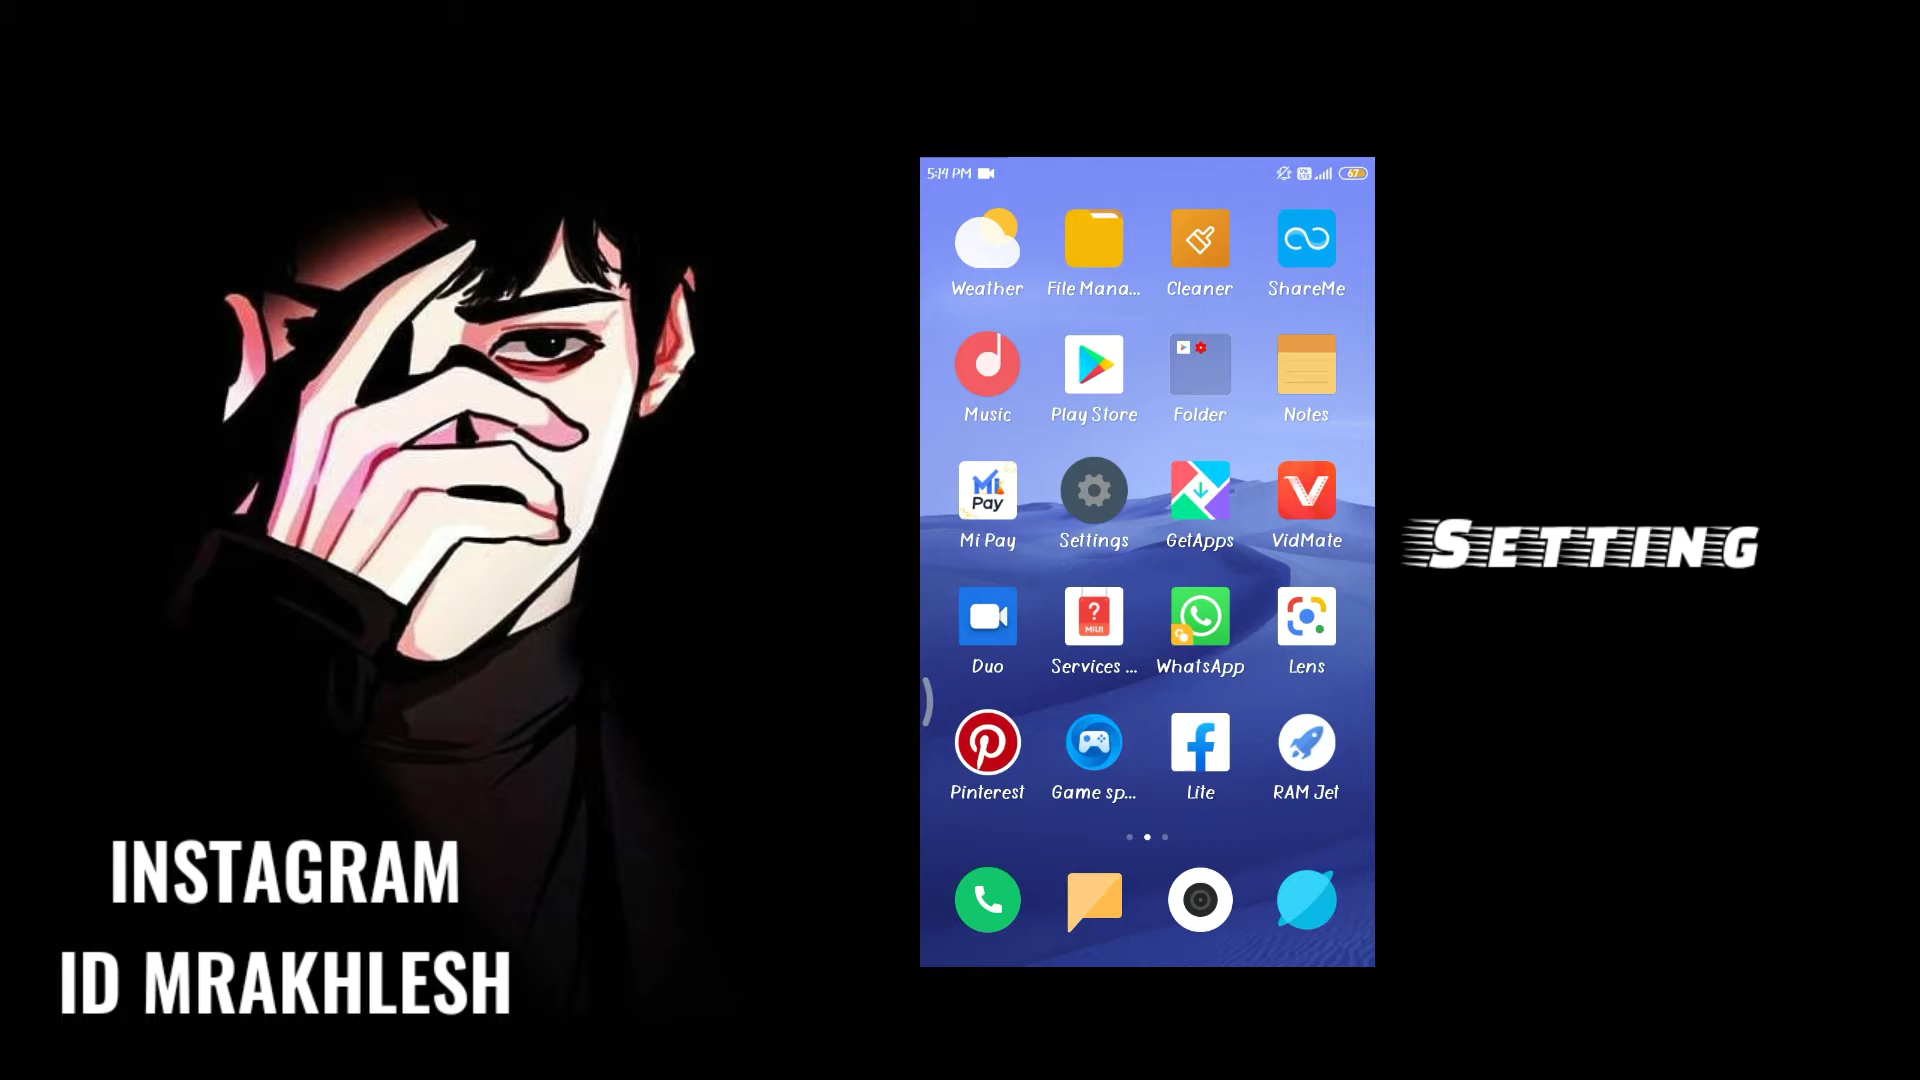 5:14 PM
67
Weather File Mana... Cleaner ShareMe
Music Play Store Folder Notes
Mi
Pay
Mi Pay Settings GetApps VidMate
?
MIUI
Duo Services ... WhatsApp Lens
Pinterest Game sp... Lite RAM Jet
SETTING
INSTAGRAM
ID MRAKHLESH